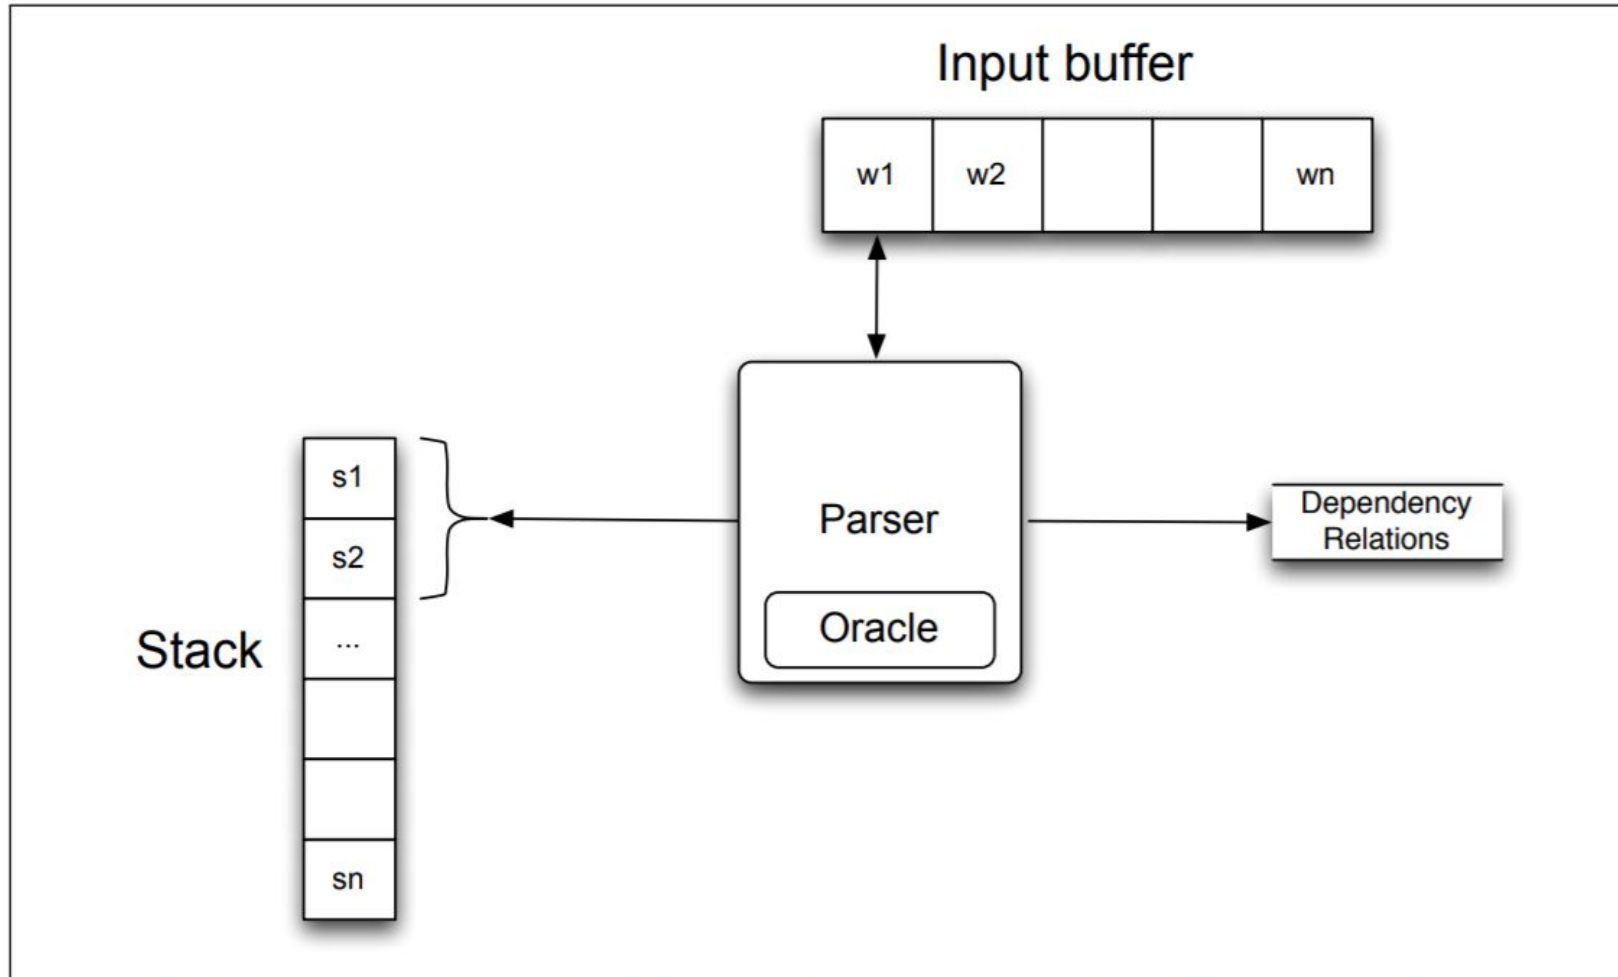 Input buffer
w1
w2
wn
s1
s2
...
sn
Stack
Parser
Oracle
Dependency
Relations